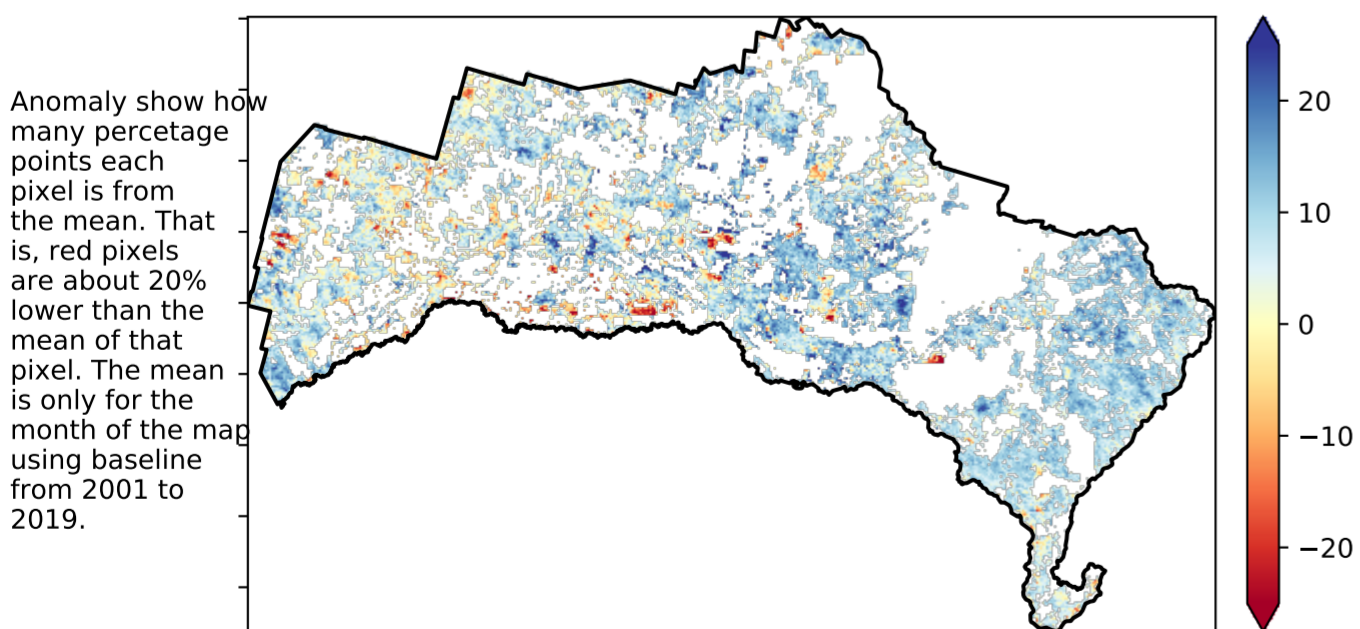 Anomaly show how
many percetage
points each
pixel is from
the mean. That
is, red pixels
are about 20%
lower than the
mean of that
pixel. The mean
is only for the
month of the map
using baseline
from 2001 to
2019.
20
10
0
−10
−20